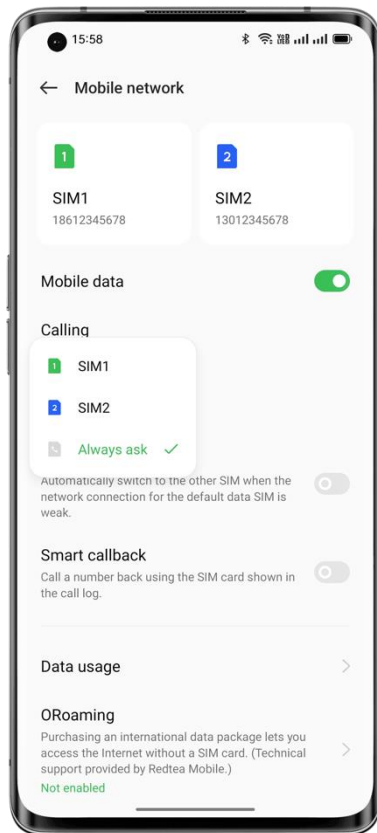 15:58
Mobile network
1
2
SIM1
SIM2
18612345678
13012345678
Mobile data
Calling
1 SIM1
2 SIM2
Always ask
Automatically switch to the other SIM when the
network connection for the default data SIM is
weak.
Smart callback
Call a number back using the SIM card shown in
the call log.
Data usage
ORoaming
Purchasing an international data package lets you
access the Internet without a SIM card. (Technical
support provided by Redtea Mobile.)
Not enabled